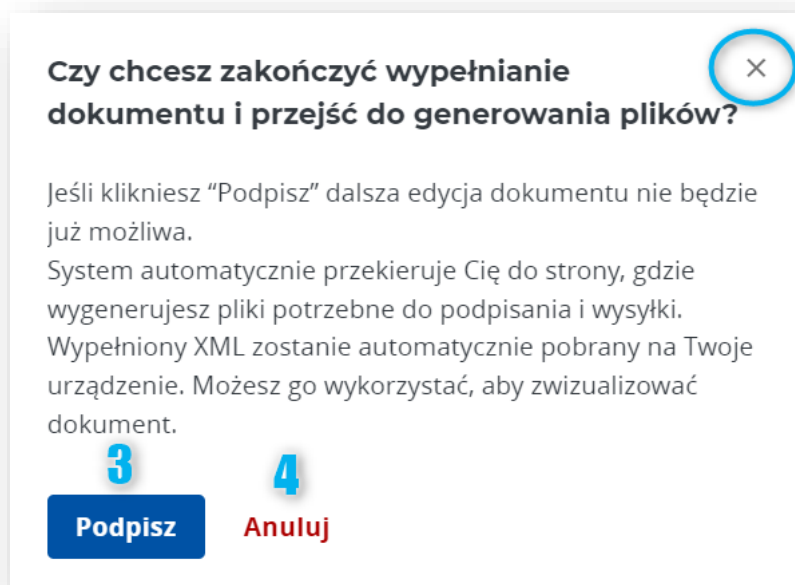 Czy chcesz zakończyć wypełnianie
dokumentu i przejść do generowania plików?
Jeśli klikniesz “Podpisz” dalsza edycja dokumentu nie będzie
już możliwa.
System automatycznie przekieruje Cię do strony, gdzie
wygenerujesz pliki potrzebne do podpisania i wysyłki.
Wypełniony XML zostanie automatycznie pobrany na Twoje
urządzenie. Możesz go wykorzystać, aby zwizualizować
dokument.
3 4
Podpisz Anuluj